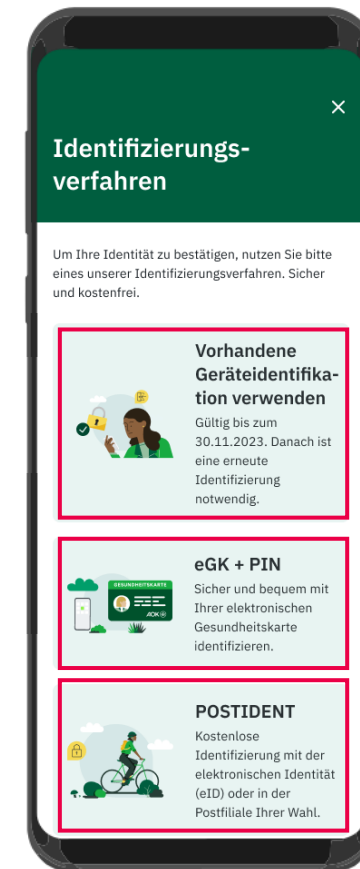 Identifizierungs-
verfahren
Um Ihre Identität zu bestätigen, nutzen Sie bitte
eines unserer Identifizierungsverfahren. Sicher
und kostenfrei.
Vorhandene
Geräteidentifika-
tion verwenden
Gültig bis zum
30.11.2023. Danach ist
eine erneute
Identifizierung
notwendig.
eGK + PIN
Sicher und bequem mit
Ihrer elektronischen
Gesundheitskarte
identifizieren.
GESUNDHEITSKARTE
AOK
POSTIDENT
Kostenlose
Identifizierung mit der
elektronischen Identität
(eID) oder in der
Postfiliale Ihrer Wahl.